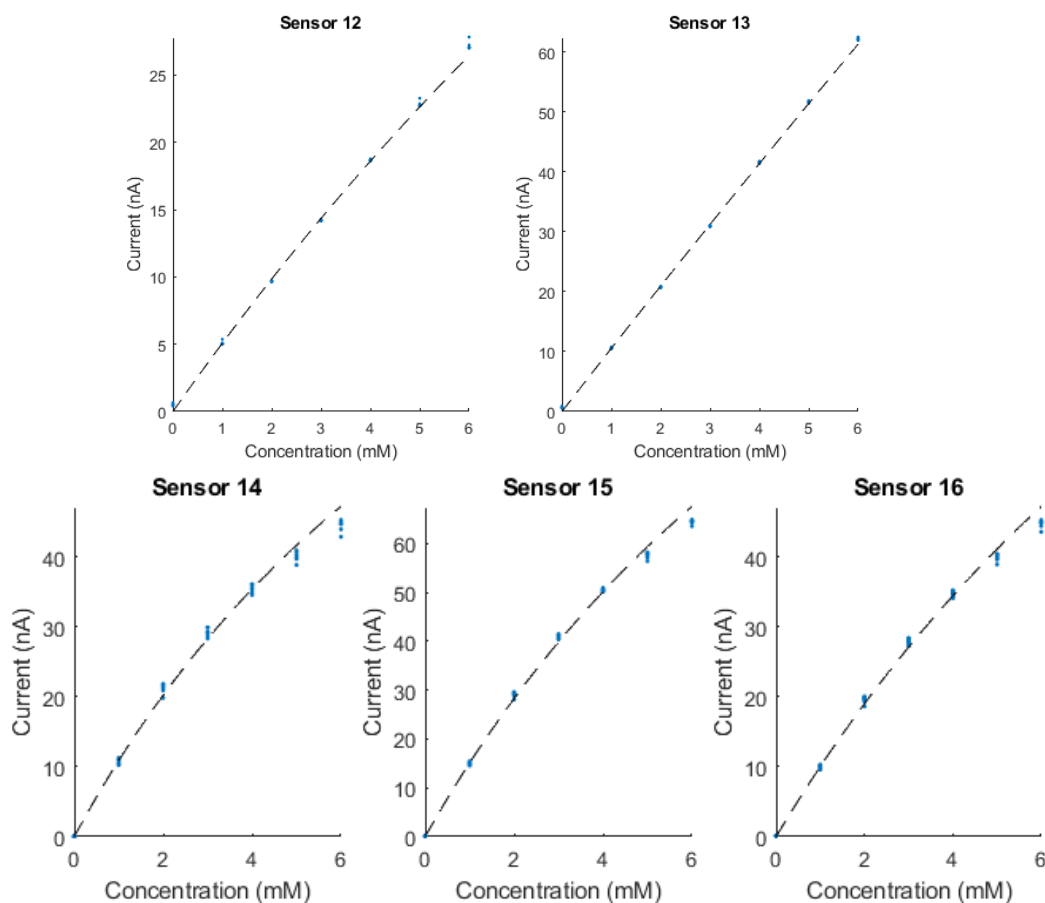 Sensor 12
Current (nA)
25
20
15
10
5
0
0 1 2 3 4 5 6
Concentration (mM)
Sensor 13
Current (nA)
60
50
40
30
20
10
0
0 1 2 3 4 5 6
Concentration (mM)
Sensor 14
Current (nA)
40
30
20
10
0
0 2 4 6
Concentration (mM)
Sensor 15
Current (nA)
60
50
40
30
20
10
0
0 2 4 6
Concentration (mM)
Sensor 16
Current (nA)
40
30
20
10
0
0 2 4 6
Concentration (mM)